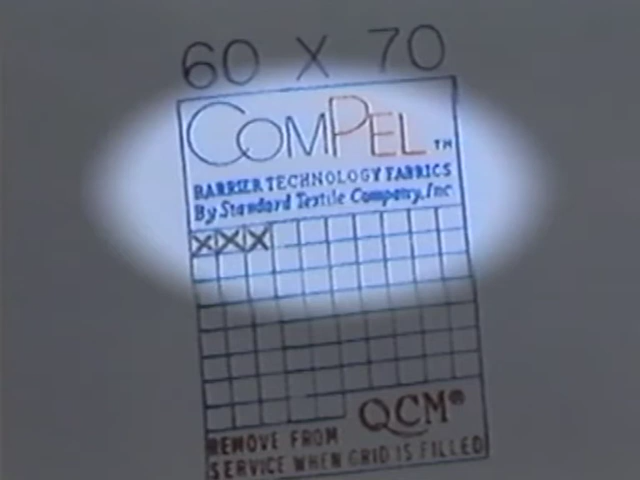 60 X 70
COMPEL™
BARRIER TECHNOLOGY FABRICS
By Standard Textile Company, Inc
XXX
QCM®
REMOVE FROM
SERVICE WHEN GRID IS FILLED